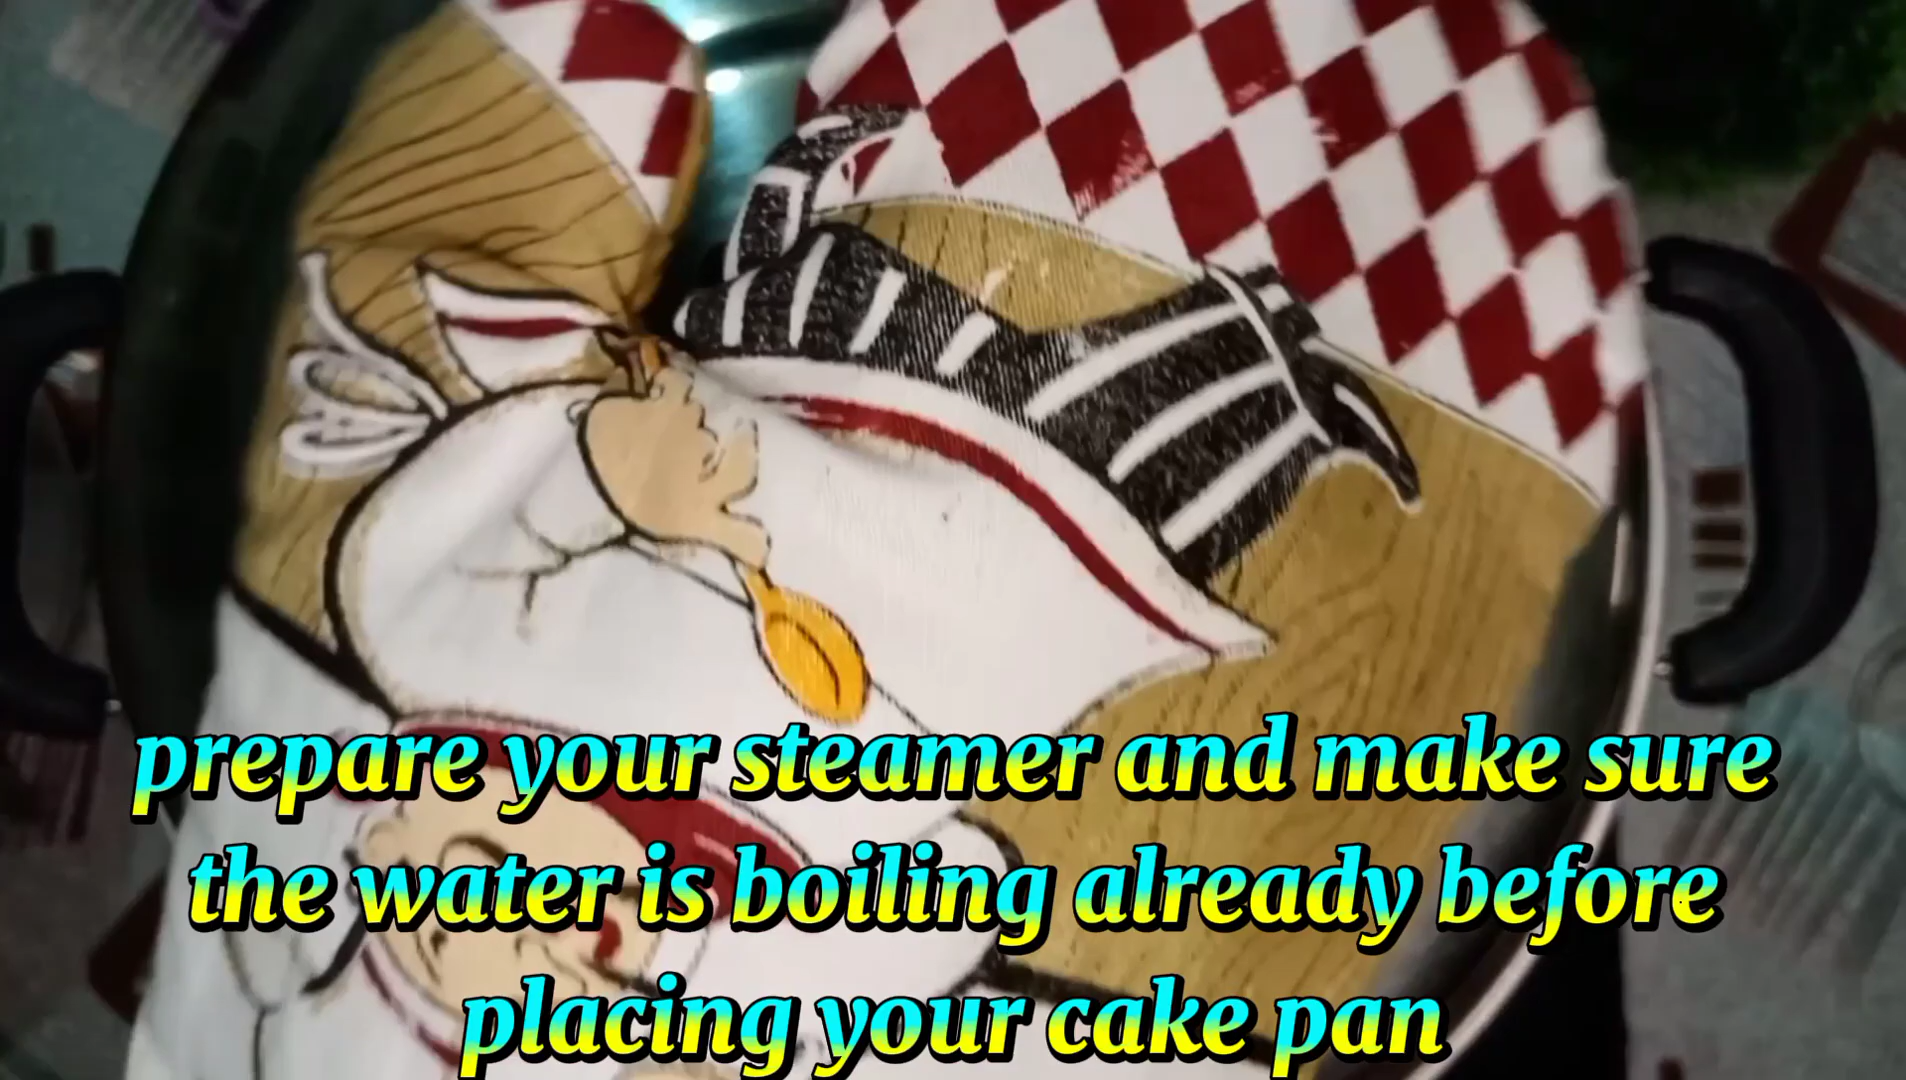 prepare your steamer and make sure
the water is boiling already before
placing your cake pan